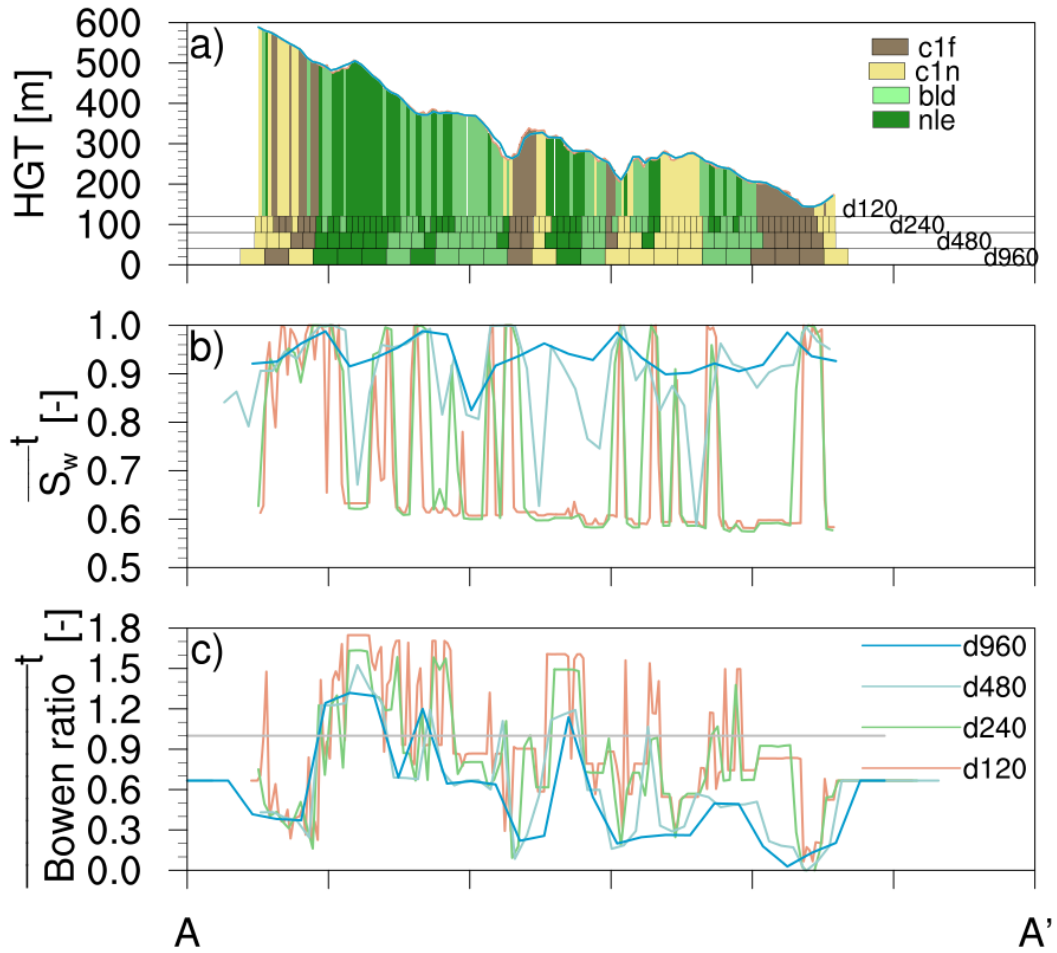 a)
HGT [m]
600
500
400
300
200
100
0
c1f
c1n
bld
nle
d120
d240
d480
d960
b)
S_w^t [-]
1.0
0.9
0.8
0.7
0.6
0.5
c)
Bowen ratio^t [-]
1.8
1.5
1.2
0.9
0.6
0.3
0.0
d960
d480
d240
d120
A A'